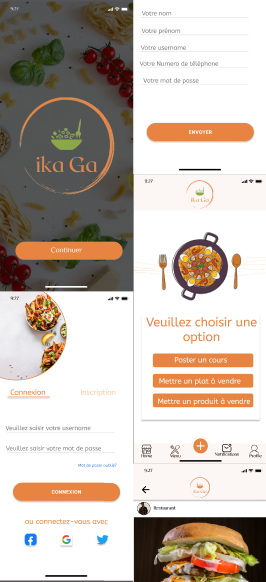 9:27
ika Ga
Continuer
9:27
Connexion
Inscription
Veuillez saisir votre username
Veuillez saisir votre mot de passe
Mot de passe oublié?
CONNEXION
ou connectez-vous avec
Votre nom
Votre prénom
Votre username
Votre Numero de téléphone
Votre mot de passe
ENVOYER
9:27
Ika Ga
Veuillez choisir une
option
Poster un cours
Mettre un plat à vendre
Mettre un produit à vendre
Home
Menu
Notifications
Profile
9:27
Ika Ga
Restaurant